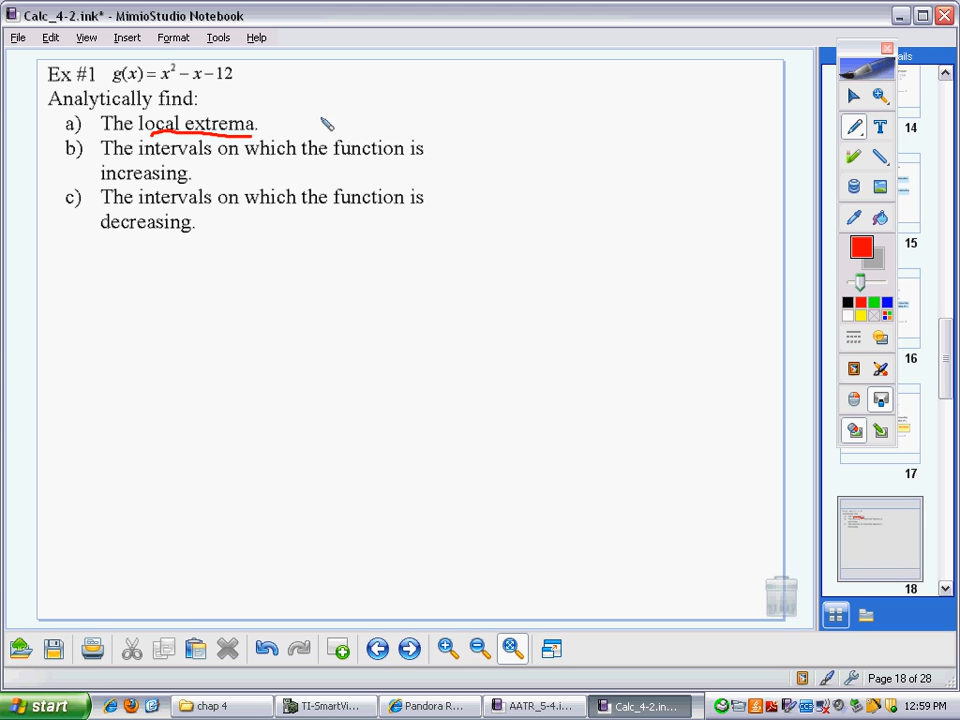 Calc_4-2.ink* - MimioStudio Notebook
File Edit View Insert Format Tools Help
Ex #1 g(x) = x² − x − 12
Analytically find:
a) The local extrema.
b) The intervals on which the function is
increasing.
c) The intervals on which the function is
decreasing.
ails
T
14
15
16
17
18
Page 18 of 28
start
chap 4
TI-SmartVi...
Pandora R...
AATR_5-4.i...
Calc_4-2.in...
12:59 PM